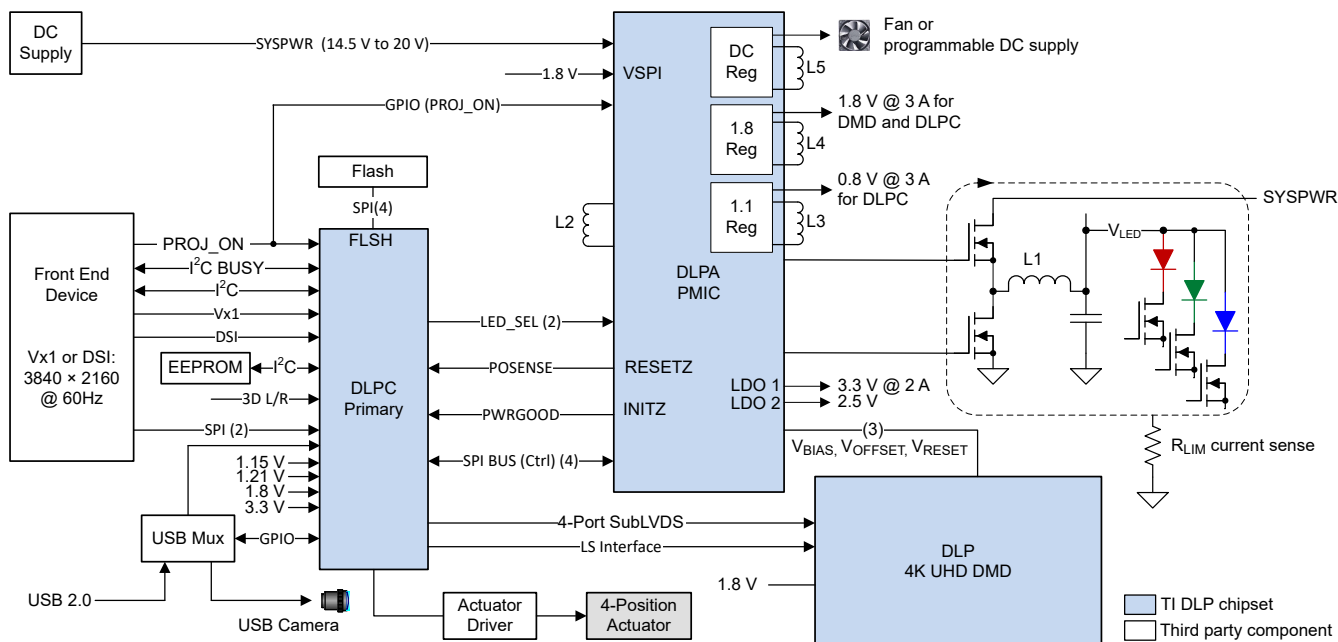 DC
Supply
SYSPWR (14.5 V to 20 V)
1.8 V
VSPI
GPIO (PROJ_ON)
DC
Reg
L5
Fan or
programmable DC supply
1.8
Reg
L4
1.8 V @ 3 A for
DMD and DLPC
1.1
Reg
L3
0.8 V @ 3 A
for DLPC
L2
DLPA
PMIC
Flash
SPI(4)
FLSH
Front End
Device
Vx1 or DSI:
3840 × 2160
@ 60Hz
PROJ_ON
I²C BUSY
I²C
Vx1
DSI
EEPROM
I²C
3D L/R
SPI (2)
1.15 V
1.21 V
1.8 V
3.3 V
DLPC
Primary
LED_SEL (2)
POSENSE
RESETZ
PWRGOOD
INITZ
SPI BUS (Ctrl) (4)
LDO 1
3.3 V @ 2 A
LDO 2
2.5 V
(3)
VBIAS, VOFFSET, VRESET
SYSPWR
L1
VLED
RLIM current sense
USB Mux
GPIO
USB 2.0
USB Camera
4-Port SubLVDS
LS Interface
1.8 V
DLP
4K UHD DMD
Actuator
Driver
4-Position
Actuator
TI DLP chipset
Third party component